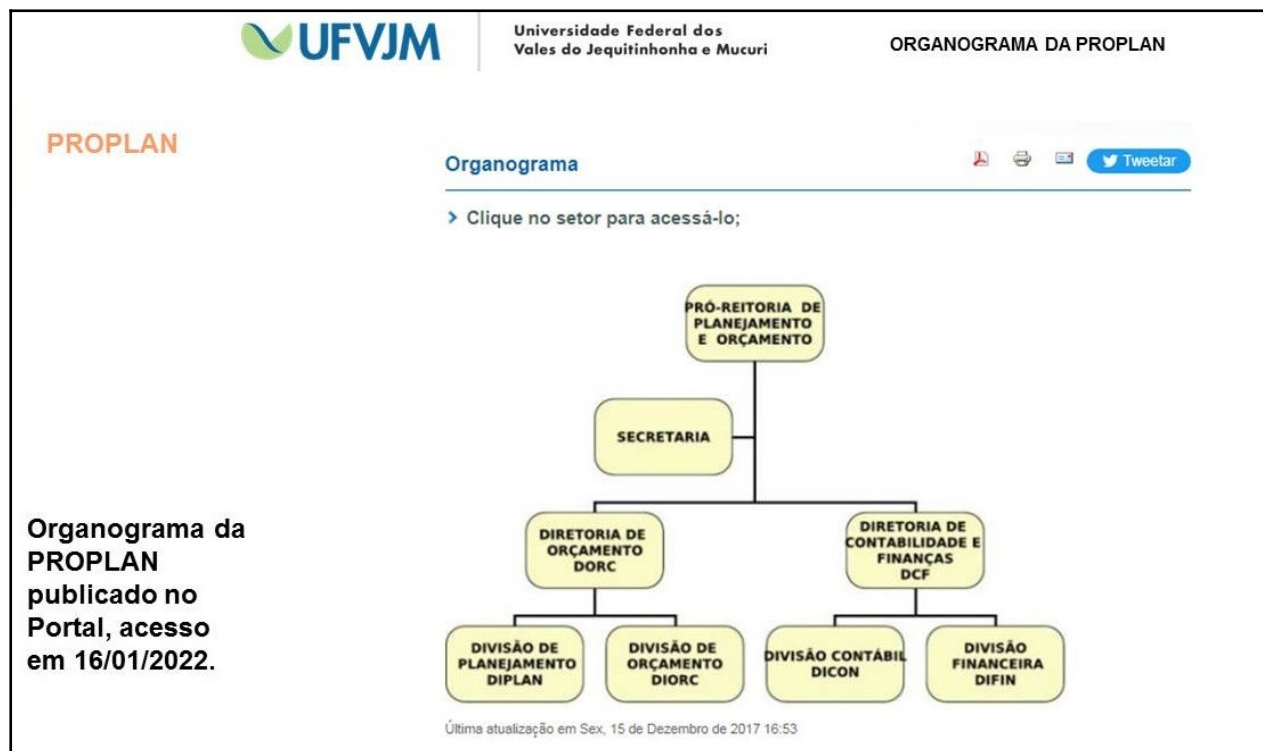 UFVJM
Universidade Federal dos
Vales do Jequitinhonha e Mucuri
ORGANOGRAMA DA PROPLAN
PROPLAN
Organograma
Tweetar
Clique no setor para acessá-lo;
PRÓ-REITORIA DE
PLANEJAMENTO
E ORÇAMENTO
SECRETARIA
DIRETORIA DE
ORÇAMENTO
DORC
DIRETORIA DE
CONTABILIDADE E
FINANÇAS
DCF
DIVISÃO DE
PLANEJAMENTO
DIPLAN
DIVISÃO DE
ORÇAMENTO
DIORC
DIVISÃO CONTÁBIL
DICON
DIVISÃO
FINANCEIRA
DIFIN
Organograma da
PROPLAN
publicado no
Portal, acesso
em 16/01/2022.
Última atualização em Sex, 15 de Dezembro de 2017 16:53